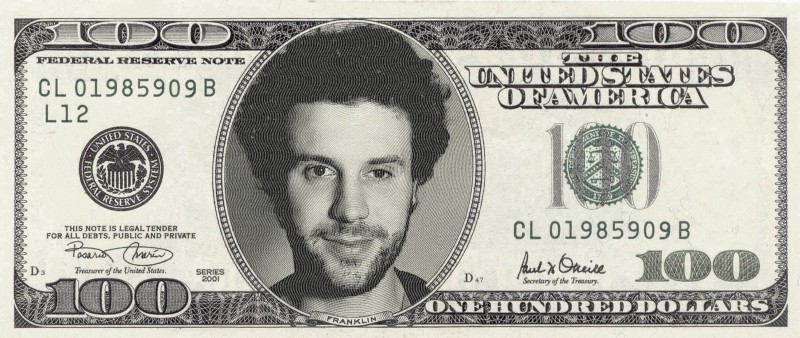 100
100
FEDERAL RESERVE NOTE
THE
UNITED STATES
OF AMERICA
CL 01985909 B
L12
UNITED STATES
FEDERAL RESERVE SYSTEM
100
THIS NOTE IS LEGAL TENDER
FOR ALL DEBTS, PUBLIC AND PRIVATE
CL 01985909 B
Treasurer of the United States.
SERIES
2001
D3
D47
Paul H O'Neill
Secretary of the Treasury.
100
100
FRANKLIN
ONE HUNDRED DOLLARS